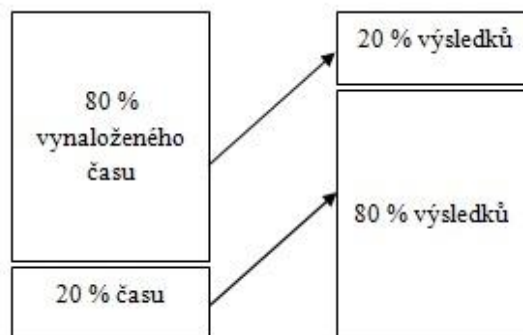 80 %
vynaloženého
času
20 % času
20 % výsledků
80 % výsledků